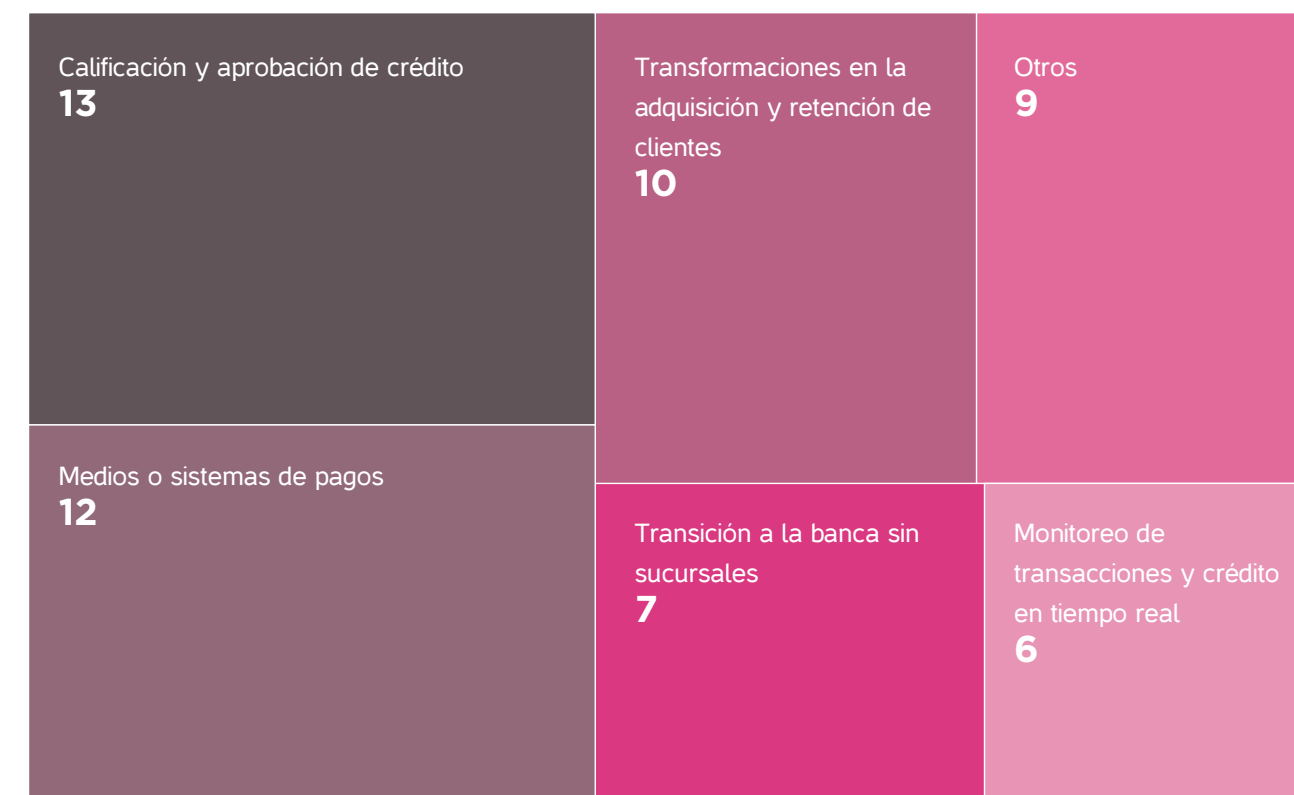 Calificación y aprobación de crédito
13
Transformaciones en la
adquisición y retención de
clientes
10
Otros
9
Medios o sistemas de pagos
12
Transición a la banca sin
sucursales
7
Monitoreo de
transacciones y crédito
en tiempo real
6